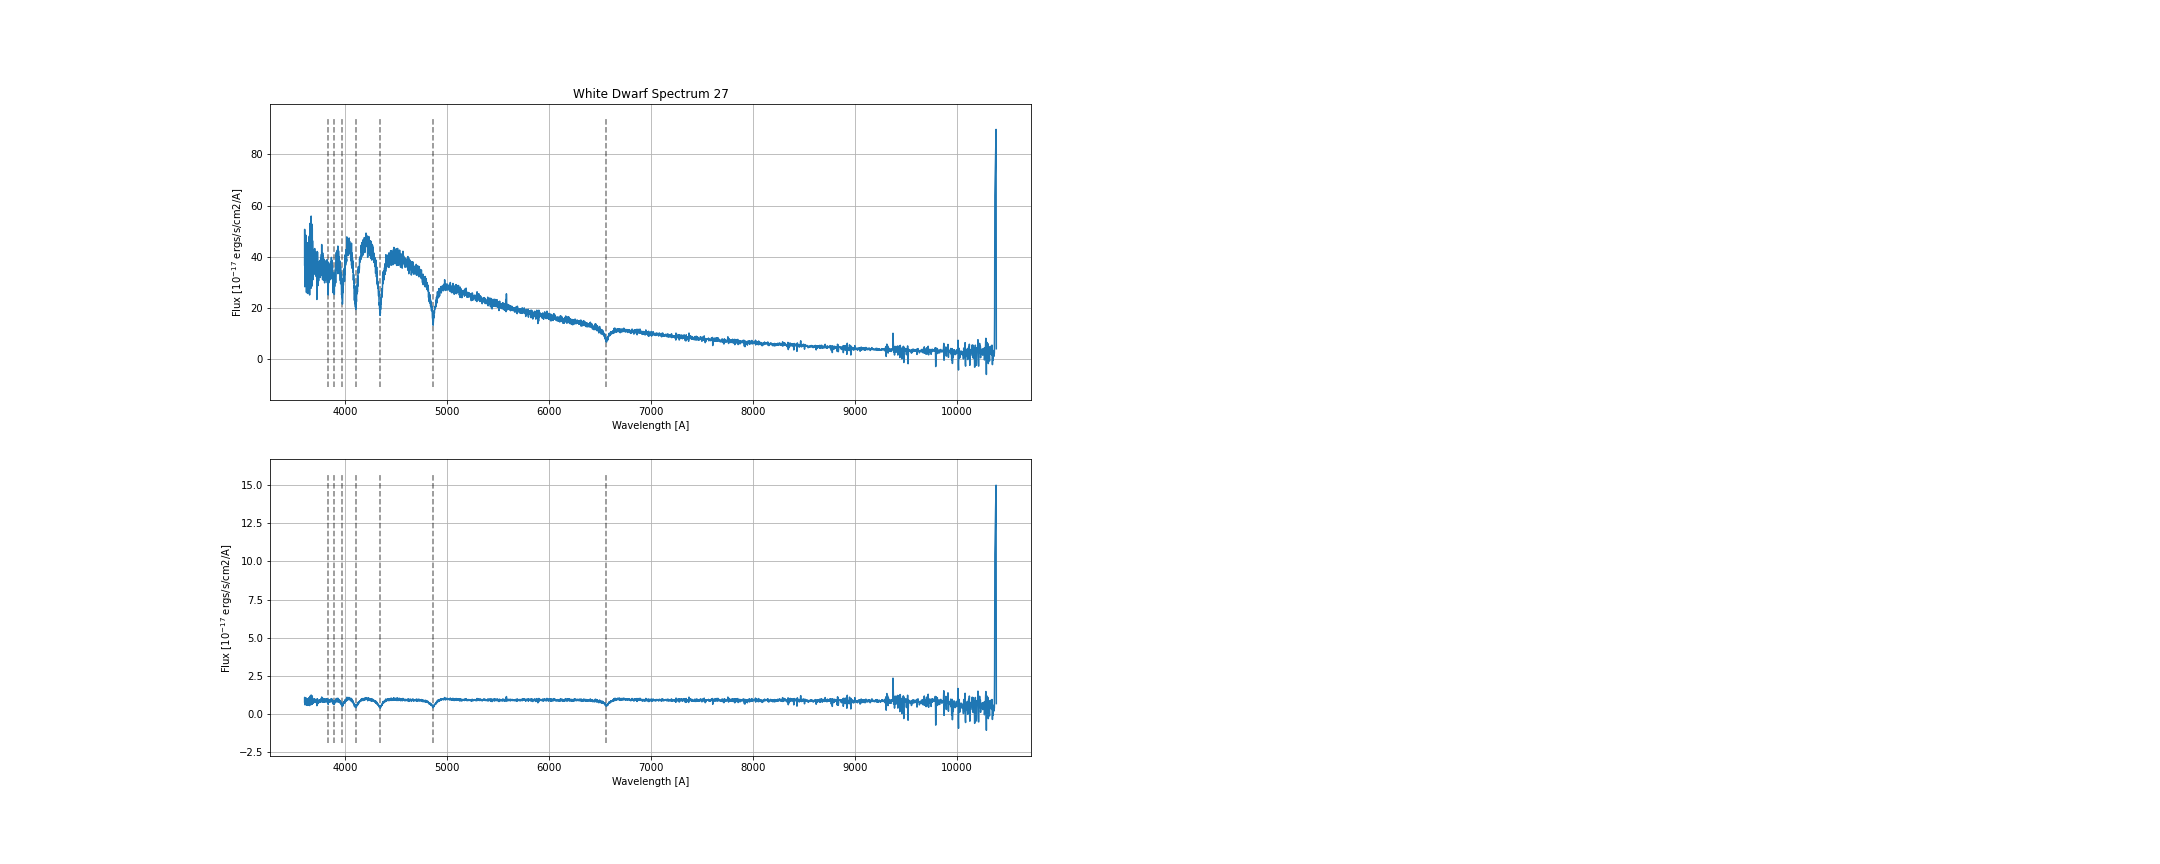 White Dwarf Spectrum 27
80
60
40
20
0
Flux [10⁻¹⁷ ergs/s/cm2/A]
4000 5000 6000 7000 8000 9000 10000
Wavelength [A]
15.0
12.5
10.0
7.5
5.0
2.5
0.0
−2.5
Flux [10⁻¹⁷ ergs/s/cm2/A]
4000 5000 6000 7000 8000 9000 10000
Wavelength [A]